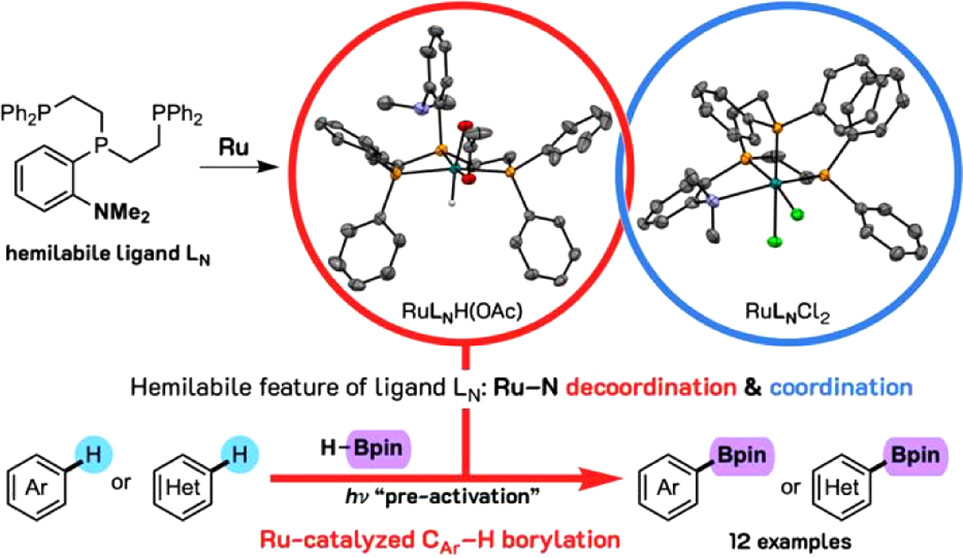 Ph2P
PPh2
P
NMe2
hemilabile ligand LN
Ru
RuLNH(OAc)
RuLNCl2
Hemilabile feature of ligand LN: Ru–N decoordination & coordination
H
Ar
or
H
Het
H–Bpin
hν “pre-activation”
Ru-catalyzed CAr–H borylation
Bpin
Ar
or
Bpin
Het
12 examples